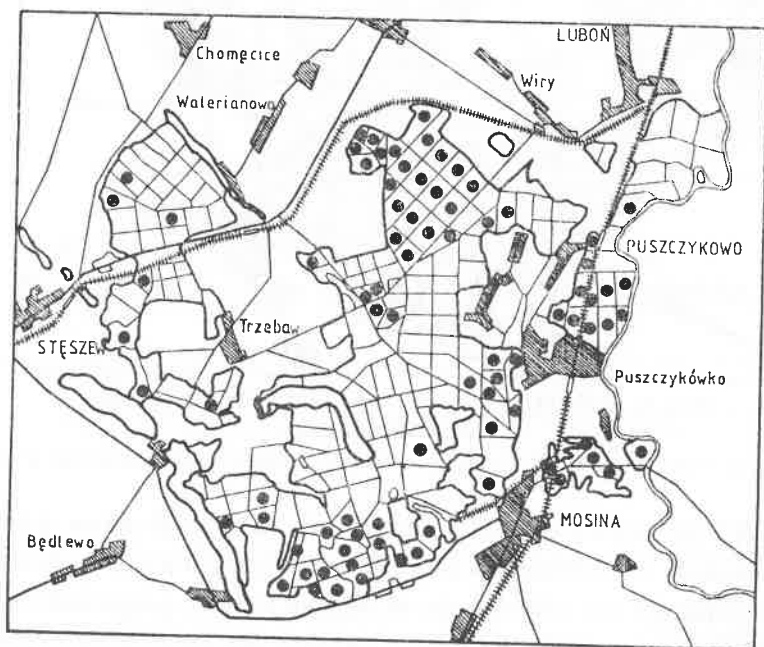 LUBOŃ
Chomęcice
Wiry
Walerianowo
PUSZCZYKOWO
Trzebaw
STĘSZEW
Puszczykówko
MOSINA
Będlewo